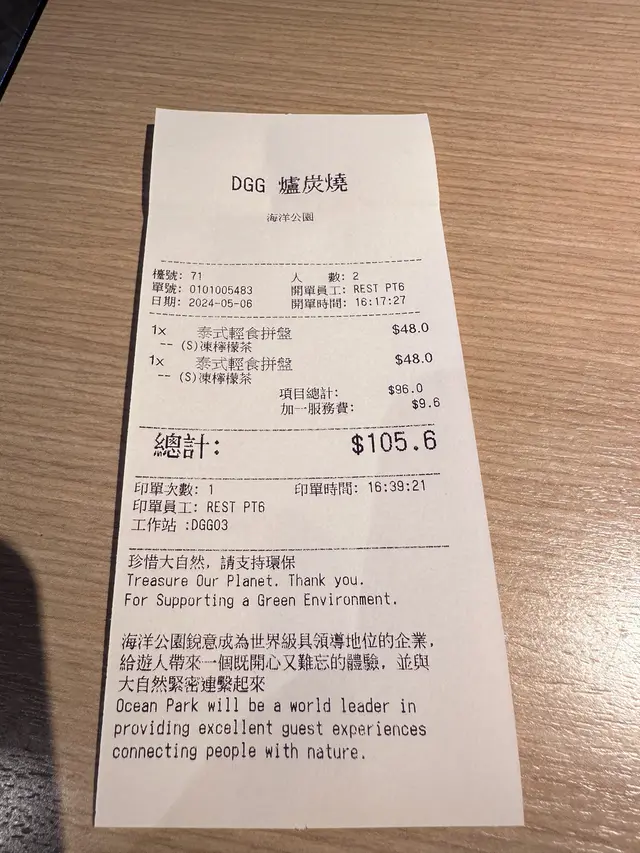 DGG 爐炭燒
海洋公園
檯號: 71 人 數: 2
單號: 0101005483 開單員工: REST PT6
日期: 2024-05-06 開單時間: 16:17:27
1x 泰式輕食拼盤 $48.0
-- (S)凍檸檬茶
1x 泰式輕食拼盤 $48.0
-- (S)凍檸檬茶
項目總計: $96.0
加一服務費: $9.6
總計: $105.6
印單次數: 1 印單時間: 16:39:21
印單員工: REST PT6
工作站 :DGG03
珍惜大自然, 請支持環保
Treasure Our Planet. Thank you.
For Supporting a Green Environment.
海洋公園銳意成為世界級具領導地位的企業,
給遊人帶來一個既開心又難忘的體驗, 並與
大自然緊密連繫起來
Ocean Park will be a world leader in
providing excellent guest experiences
connecting people with nature.